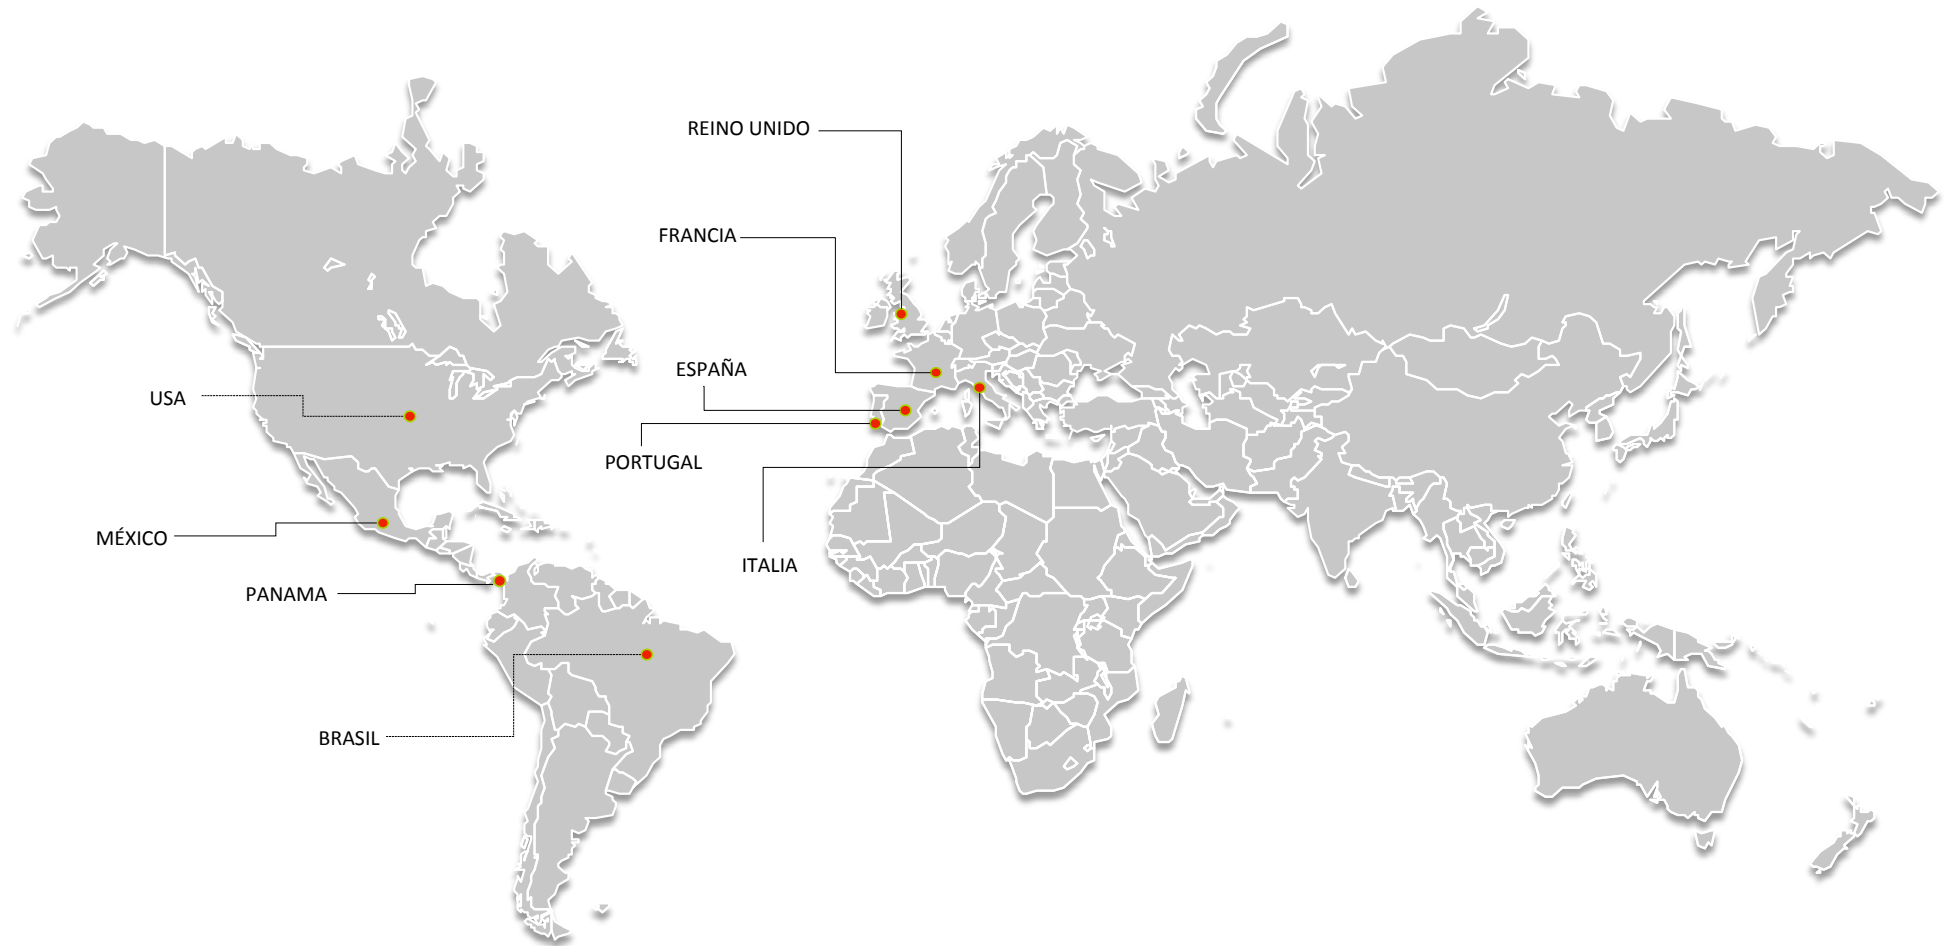 REINO UNIDO
FRANCIA
ESPAÑA
USA
PORTUGAL
MÉXICO
ITALIA
PANAMA
BRASIL